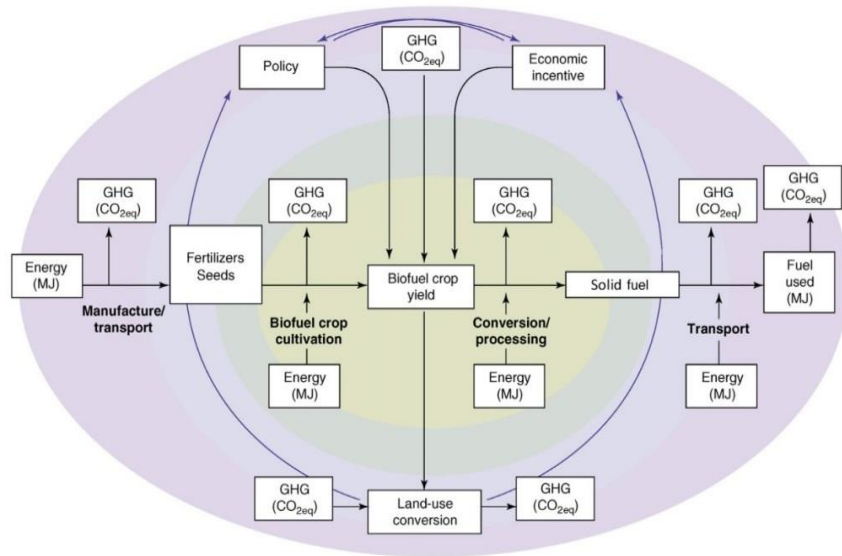 GHG
(CO2eq)
Policy
Economic
incentive
GHG
(CO2eq)
GHG
(CO2eq)
GHG
(CO2eq)
GHG
(CO2eq)
GHG
(CO2eq)
Energy
(MJ)
Fertilizers
Seeds
Biofuel crop
yield
Solid fuel
Fuel
used
(MJ)
Manufacture/
transport
Biofuel crop
cultivation
Conversion/
processing
Transport
Energy
(MJ)
Energy
(MJ)
Energy
(MJ)
GHG
(CO2eq)
Land-use
conversion
GHG
(CO2eq)